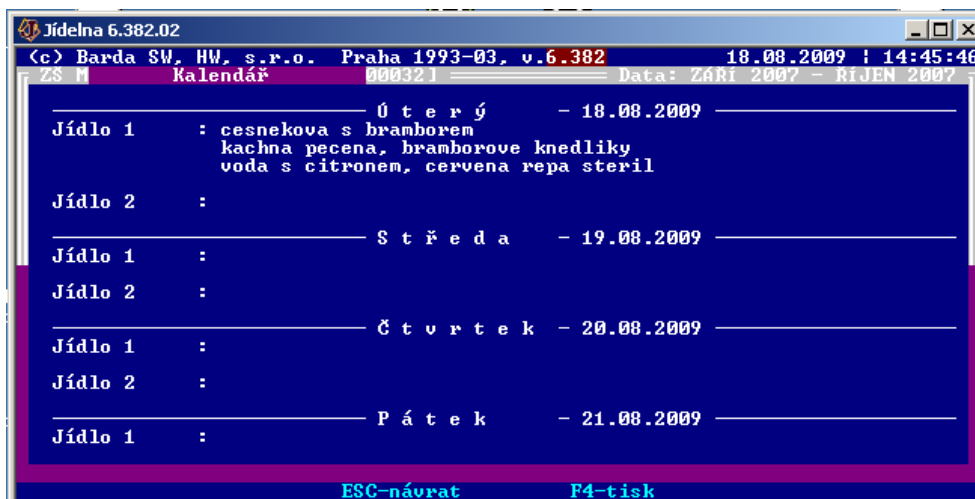 Jídelna 6.382.02
(c) Barda SW, HW, s.r.o. Praha 1993-03, v.6.382 18.08.2009 ¦ 14:45:46
ZŠ M Kalendář 00032] Data: ZÁŘÍ 2007 - ŘÍJEN 2007
Ú t e r ý - 18.08.2009
Jídlo 1 : cesnekova s bramborem
kachna pecena, bramborove knedliky
voda s citronem, cervena repa steril
Jídlo 2 :
S t ř e d a - 19.08.2009
Jídlo 1 :
Jídlo 2 :
Č t v r t e k - 20.08.2009
Jídlo 1 :
Jídlo 2 :
P á t e k - 21.08.2009
Jídlo 1 :
ESC-návrat F4-tisk